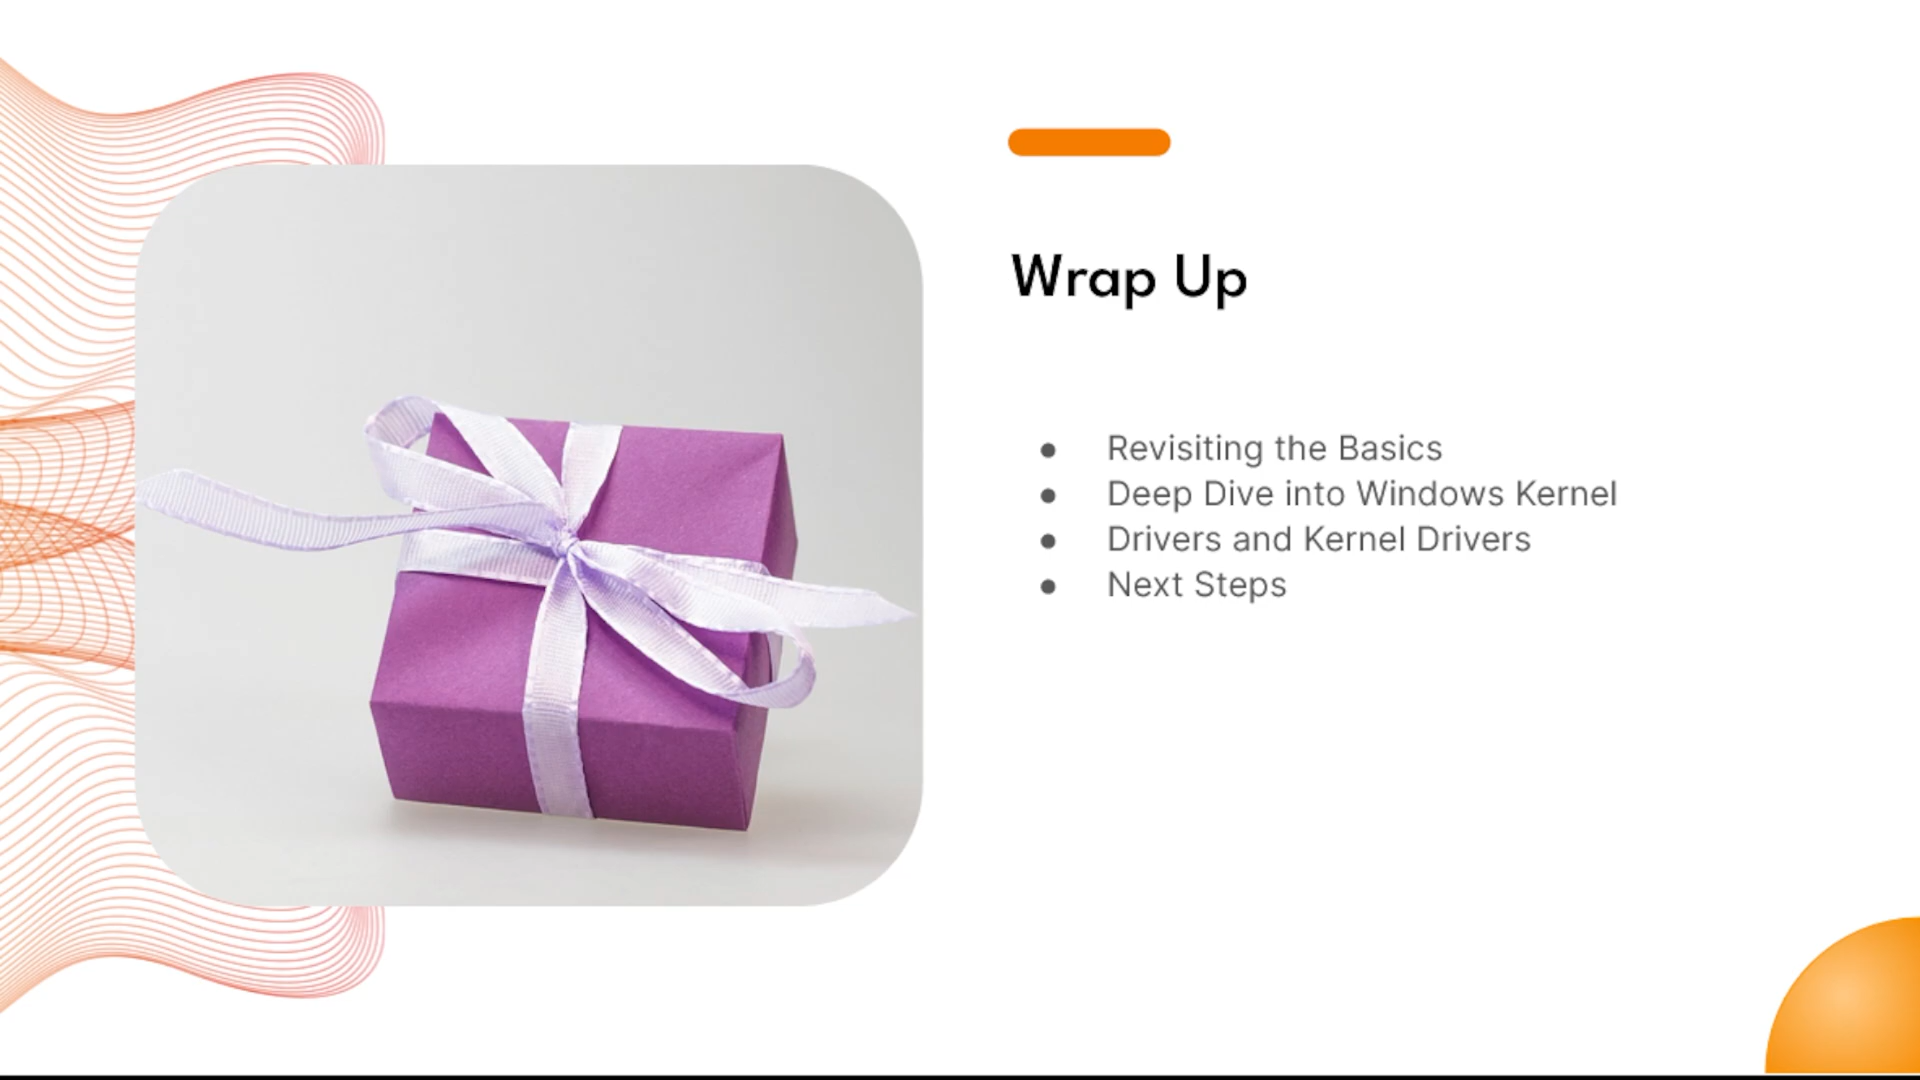 Wrap Up
● Revisiting the Basics
● Deep Dive into Windows Kernel
● Drivers and Kernel Drivers
● Next Steps